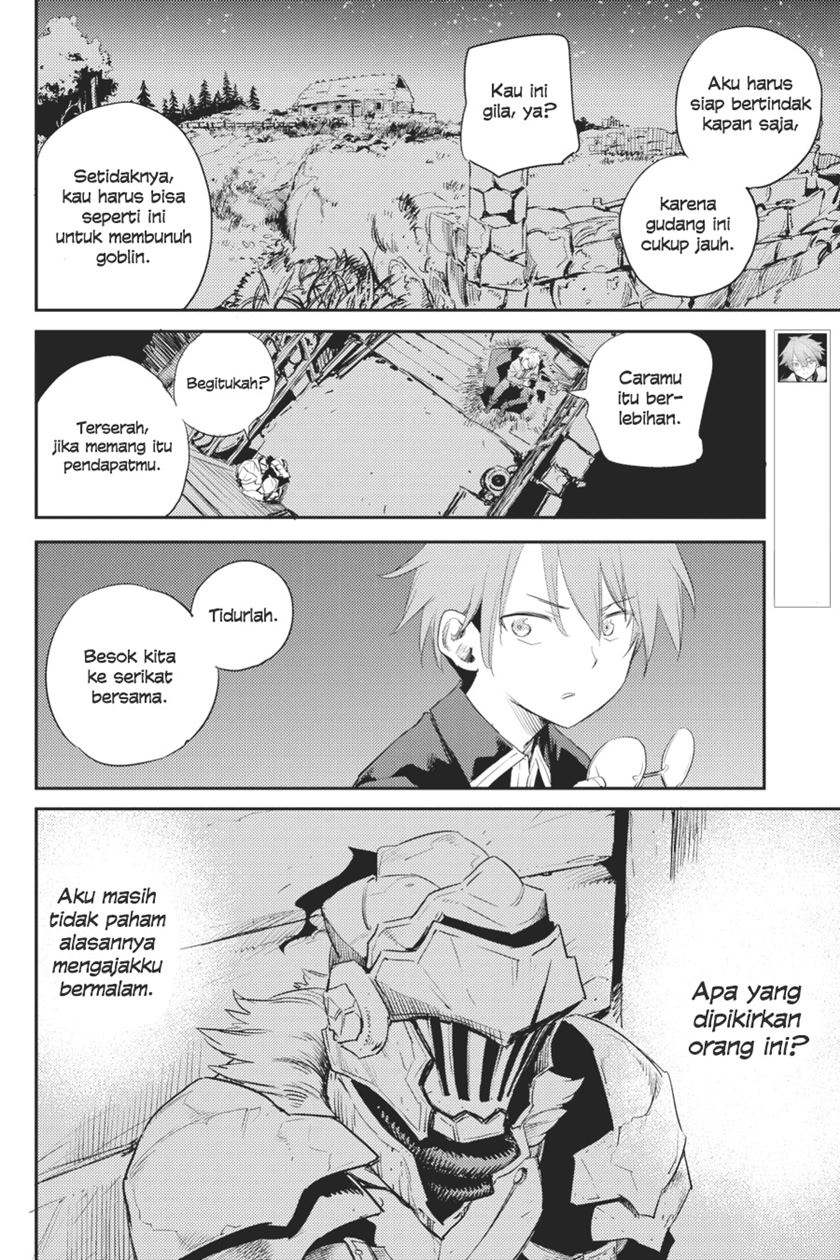 Aku harus
siap bertindak
kapan saja,
karena
gudang ini
cukup jauh.
Kau ini
gila, ya?
Setidaknya,
kau harus bisa
seperti ini
untuk membunuh
goblin.
Caramu
itu ber-
lebihan.
Begitukah?
Terserah,
jika memang itu
pendapatmu.
Tidurlah.
Besok kita
ke serikat
bersama.
Apa yang
dipikirkan
orang ini?
Aku masih
tidak paham
alasannya
mengajakku
bermalam.